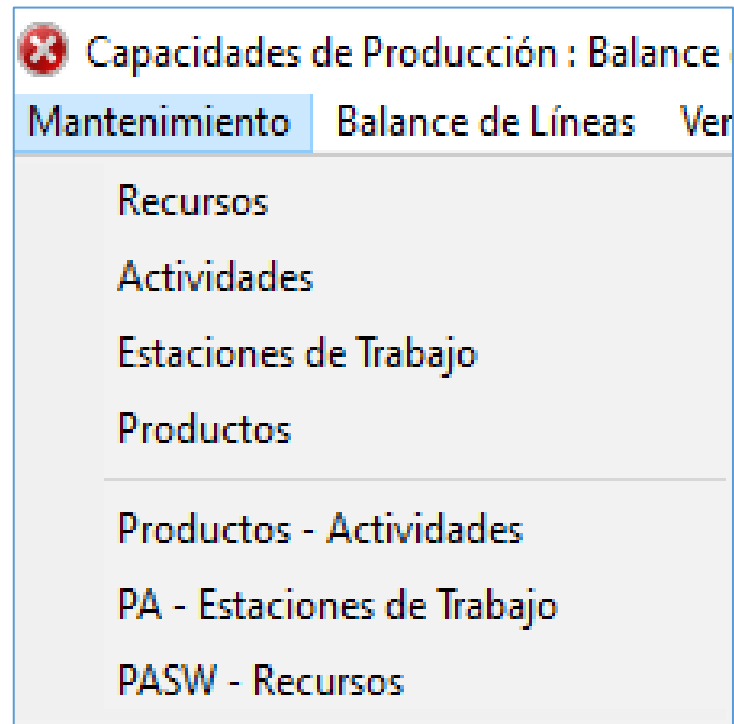 Capacidades de Producción : Balance
Mantenimiento Balance de Líneas Ver
Recursos
Actividades
Estaciones de Trabajo
Productos
Productos - Actividades
PA - Estaciones de Trabajo
PASW - Recursos